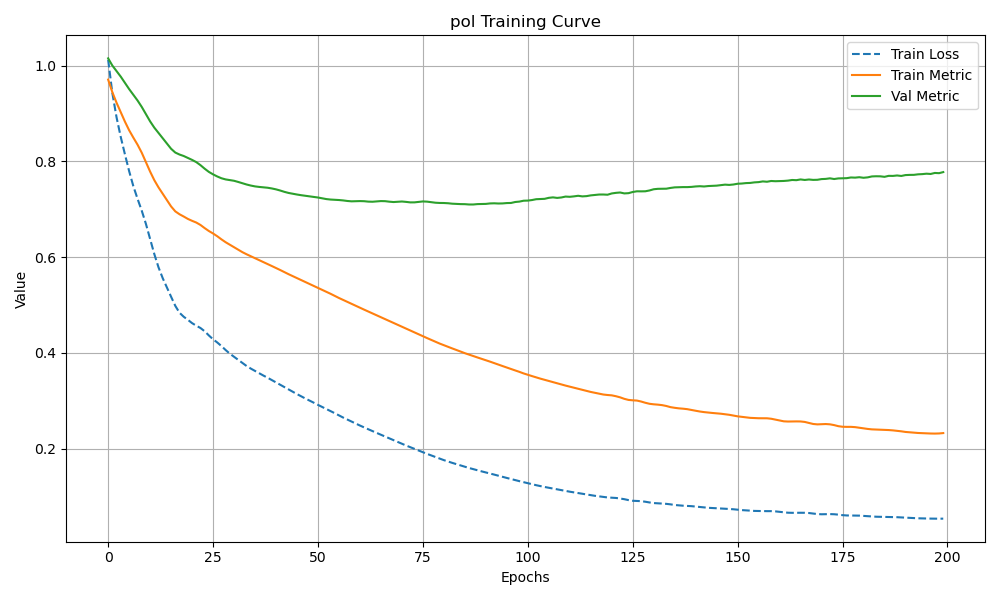 pol Training Curve
Train Loss
Train Metric
Val Metric
Value
1.0
0.8
0.6
0.4
0.2
0 25 50 75 100 125 150 175 200
Epochs